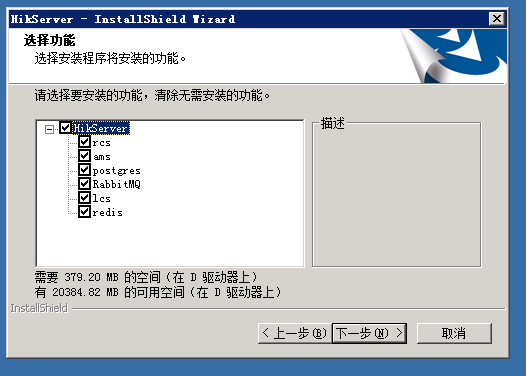 HikServer - InstallShield Wizard
选择功能
选择安装程序将安装的功能。
请选择要安装的功能，清除无需安装的功能。
HikServer
rcs
ams
postgres
RabbitMQ
lcs
redis
描述
需要 379.20 MB 的空间（在 D 驱动器上）
有 20384.82 MB 的可用空间（在 D 驱动器上）
InstallShield
< 上一步(B) 下一步(N) > 取消